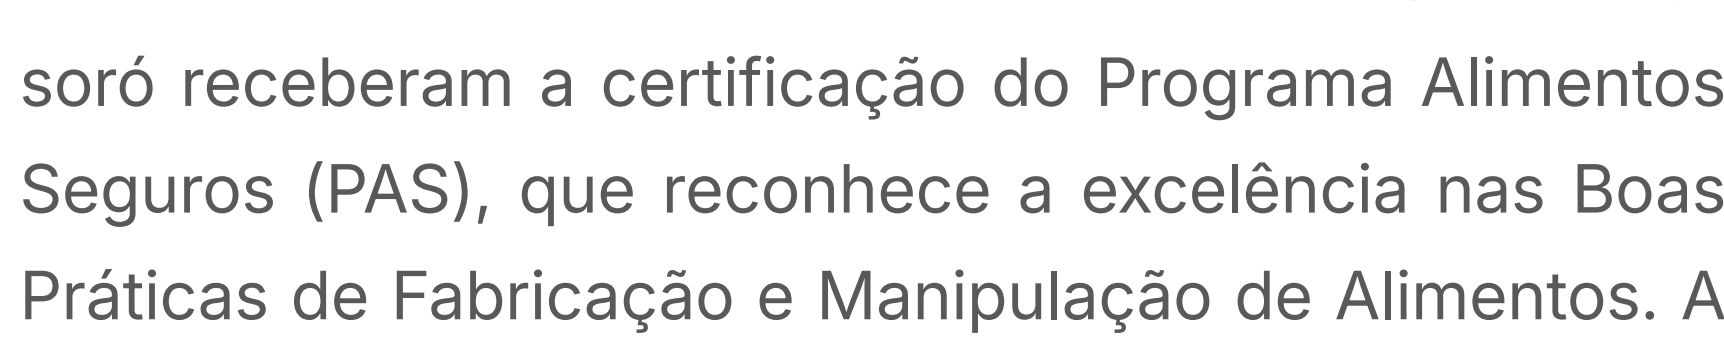 soró receberam a certificação do Programa Alimentos
Seguros (PAS), que reconhece a excelência nas Boas
Práticas de Fabricação e Manipulação de Alimentos. A